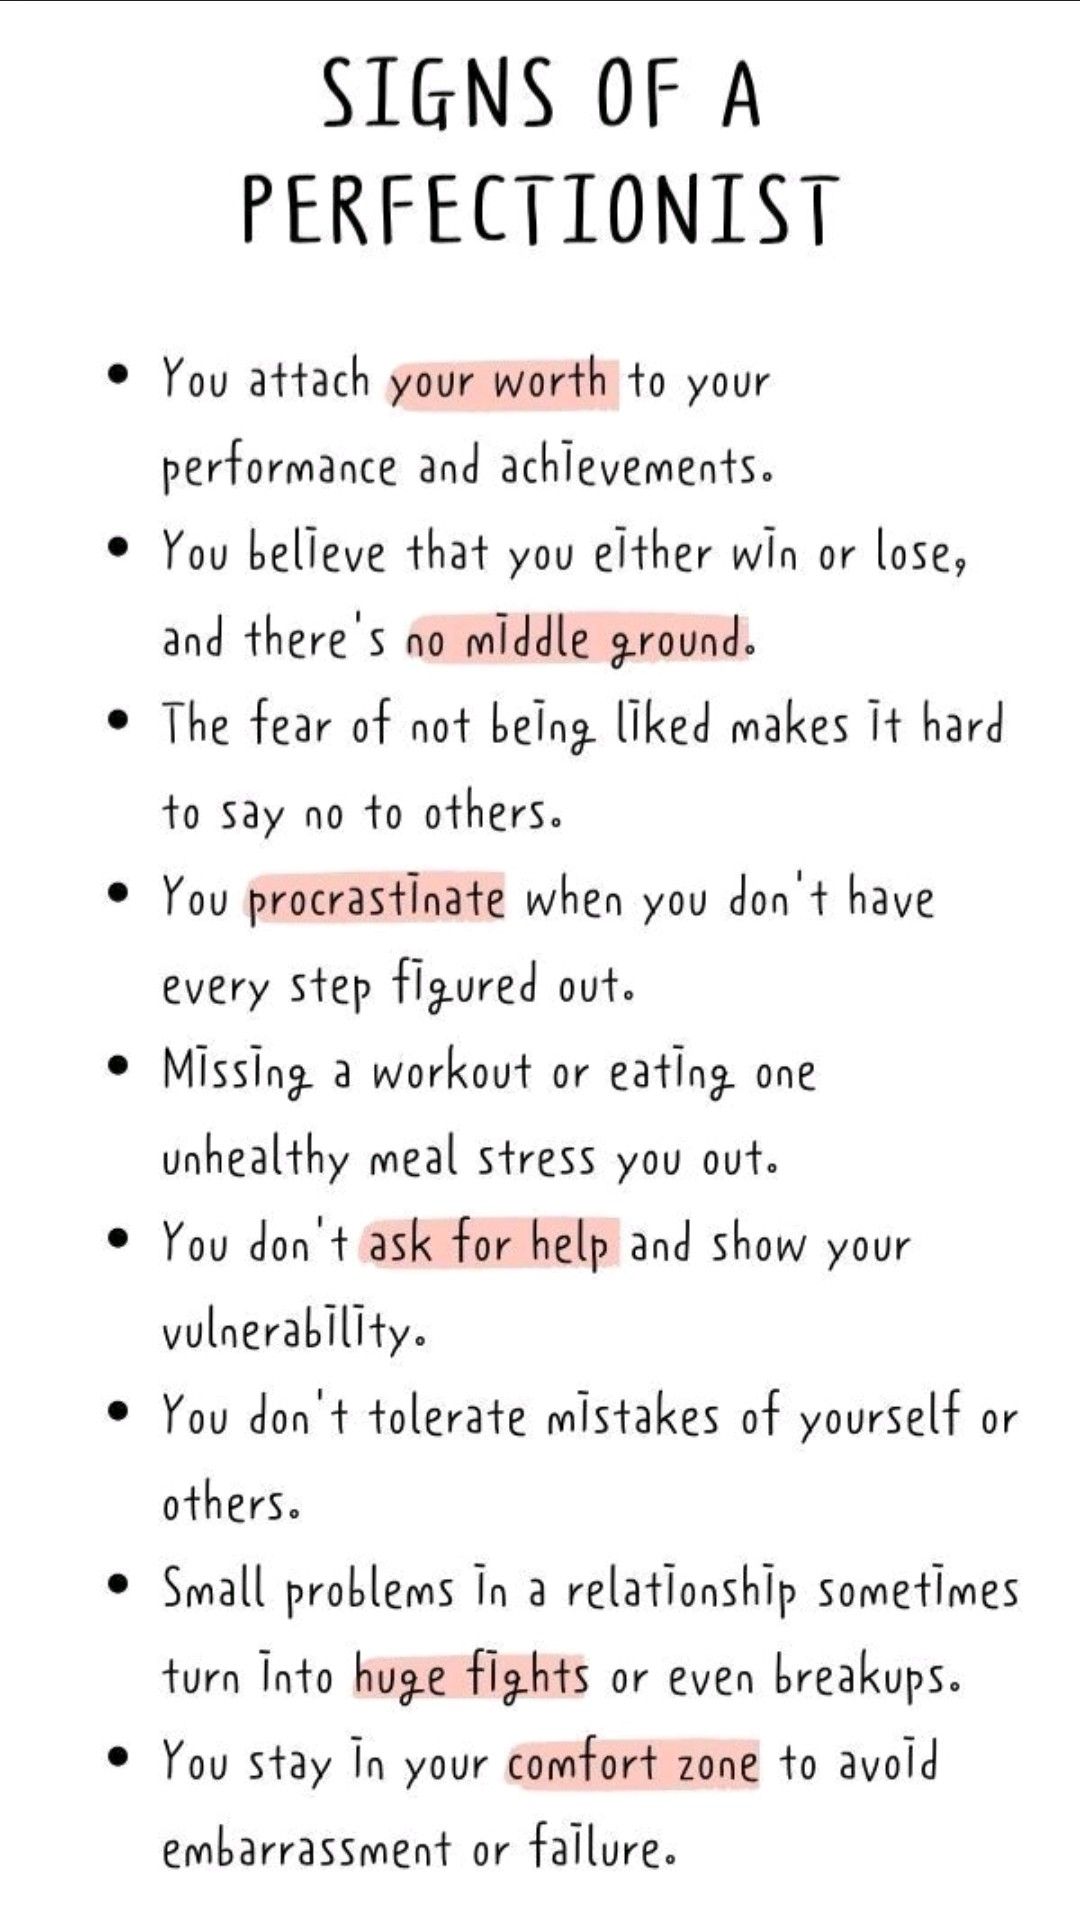 SIGNS OF A
PERFECTIONIST
• You attach your worth to your
performance and achievements.
• You believe that you either win or lose,
and there's no middle ground.
• The fear of not being liked makes it hard
to say no to others.
• You procrastinate when you don't have
every step figured out.
• Missing a workout or eating one
unhealthy meal stress you out.
• You don't ask for help and show your
vulnerability.
• You don't tolerate mistakes of yourself or
others.
• Small problems in a relationship sometimes
turn into huge fights or even breakups.
• You stay in your comfort zone to avoid
embarrassment or failure.